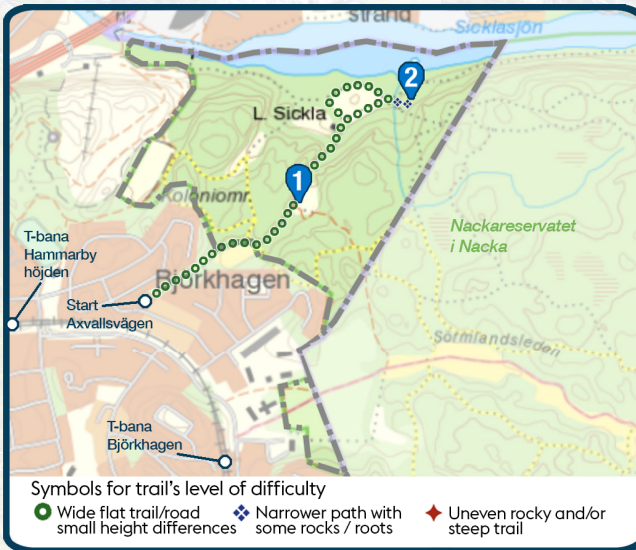 strand
Sicklasjön
2
L. Sickla
1
Koloniomr.
Nackareservatet
i Nacka
T-bana
Hammarby
höjden
Björkhagen
Start
Axvallsvägen
Sörmlandsleden
T-bana
Björkhagen
Symbols for trail's level of difficulty
Wide flat trail/road
small height differences
Narrower path with
some rocks / roots
Uneven rocky and/or
steep trail